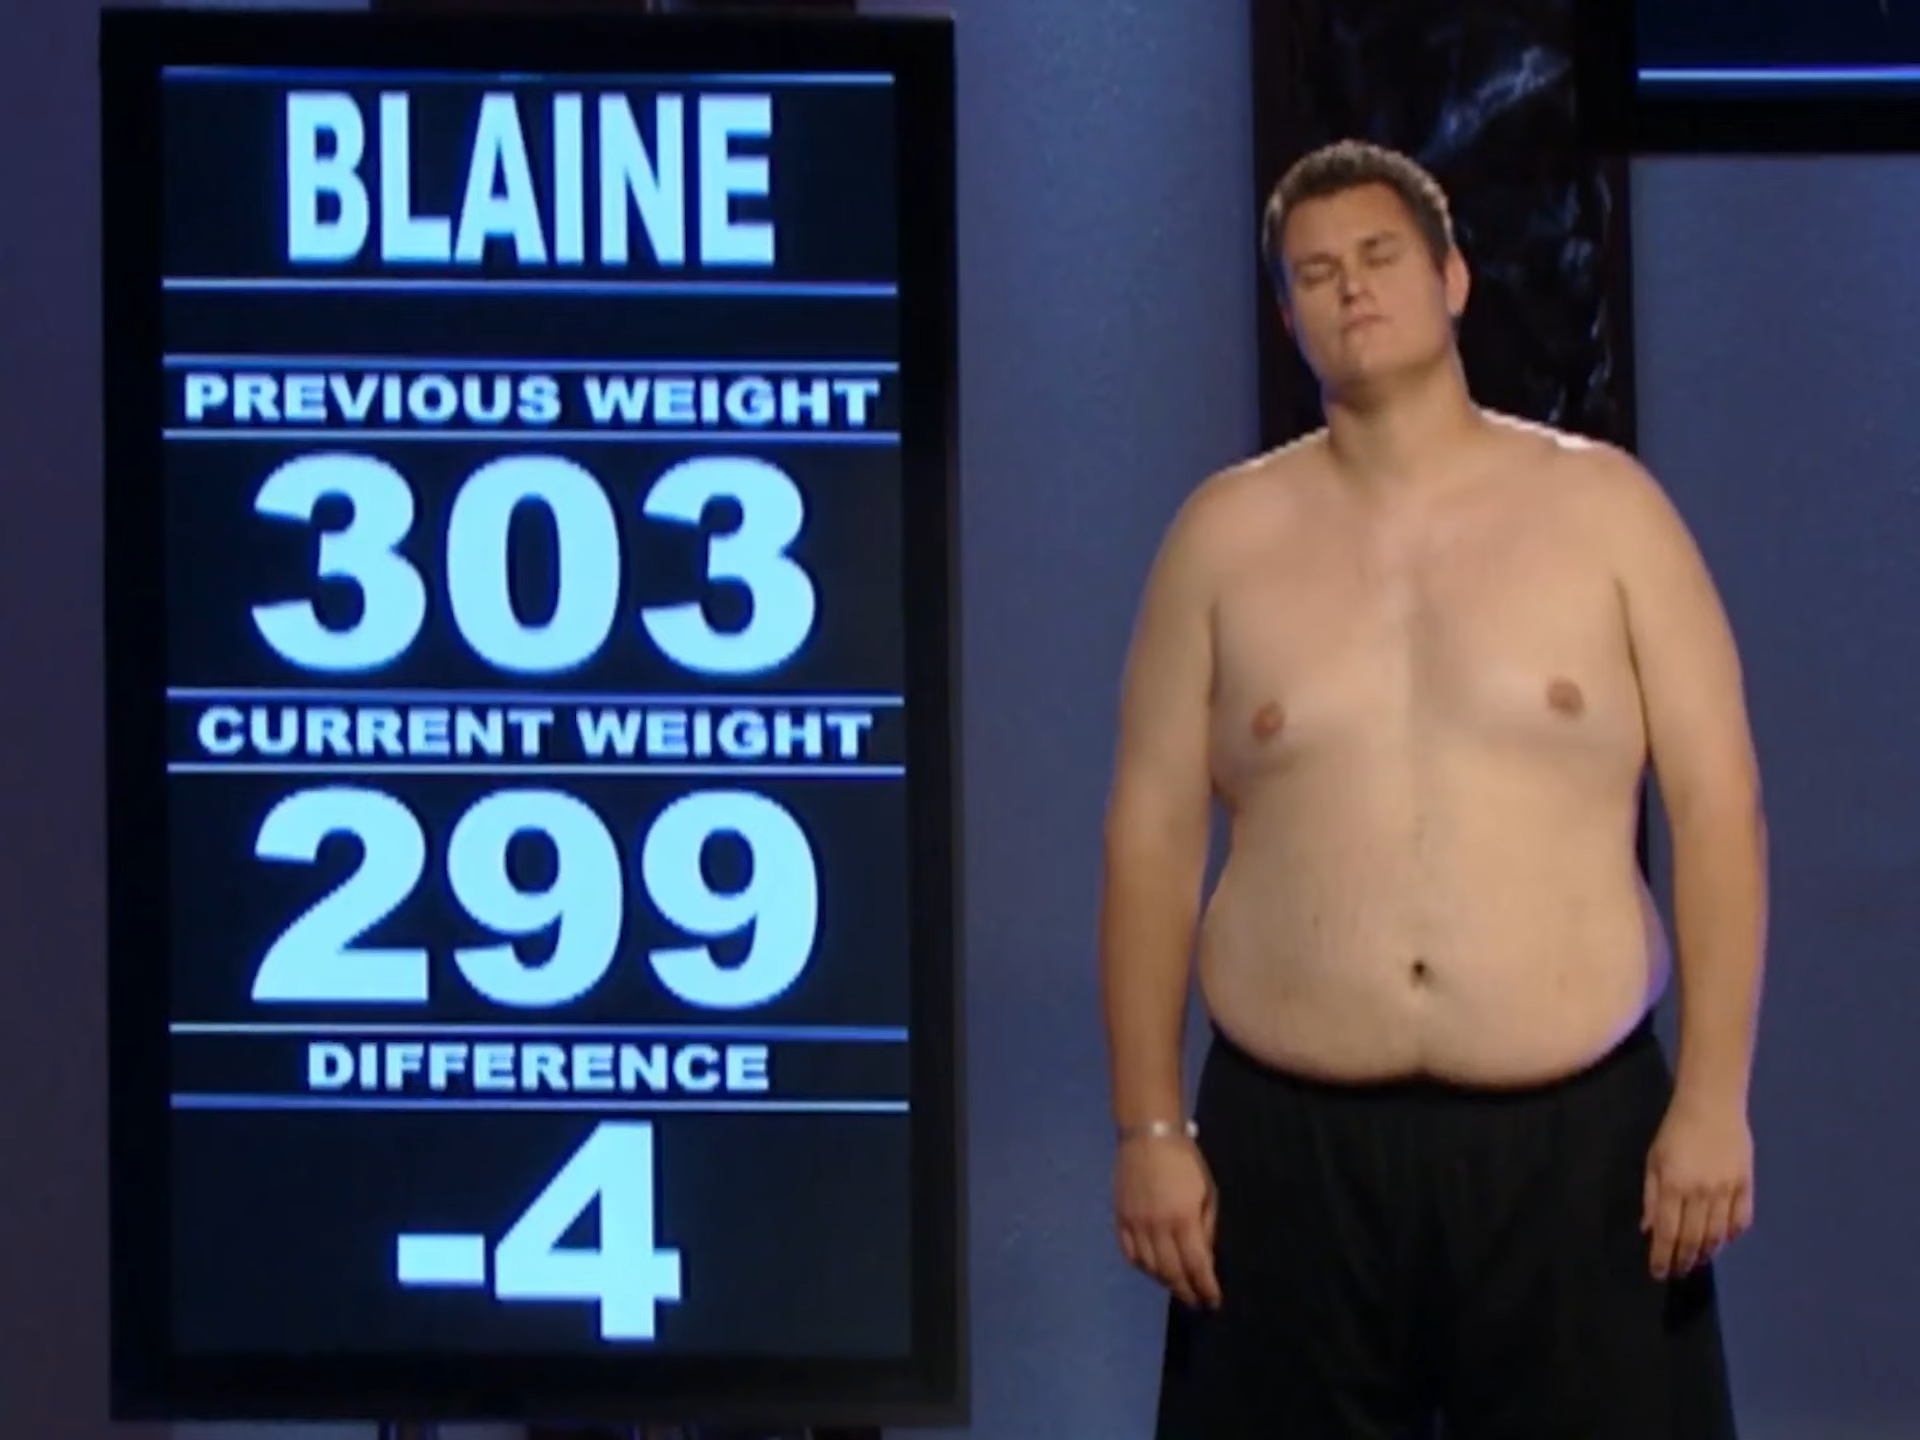 BLAINE
PREVIOUS WEIGHT
303
CURRENT WEIGHT
299
DIFFERENCE
-4